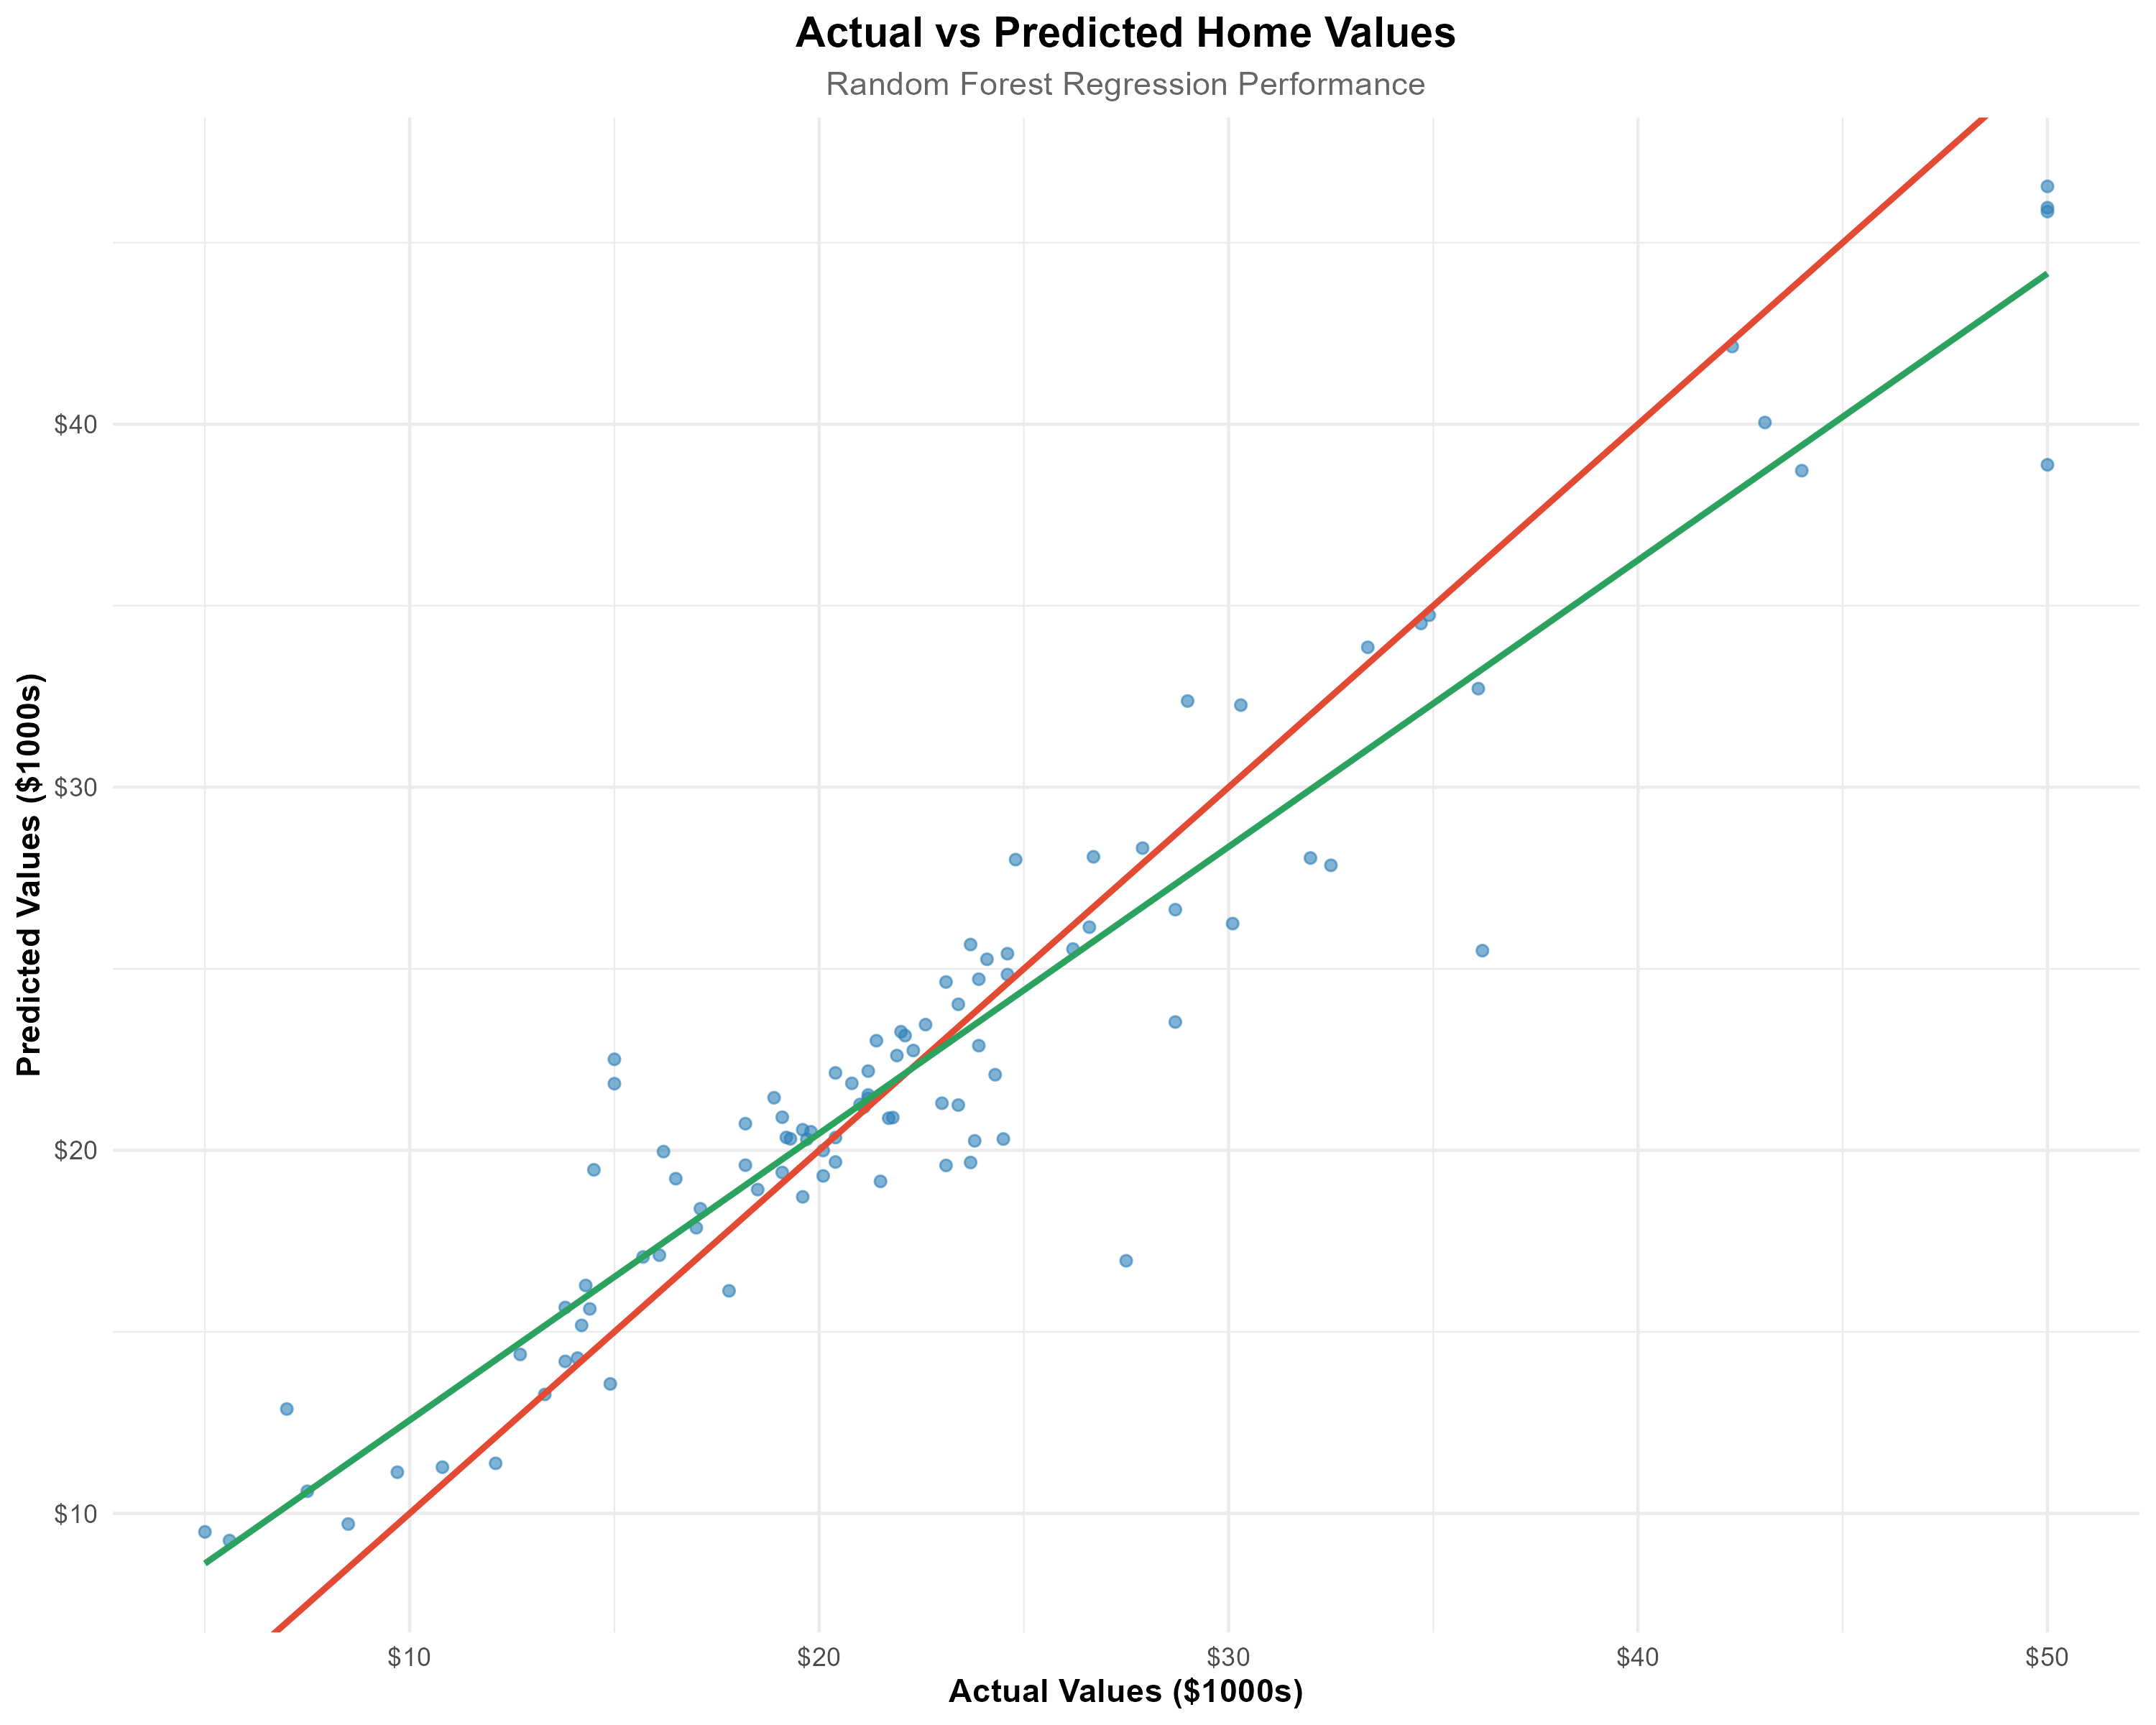 Actual vs Predicted Home Values
Random Forest Regression Performance
Predicted Values ($1000s)
$40
$30
$20
$10
$10
$20
$30
$40
$50
Actual Values ($1000s)